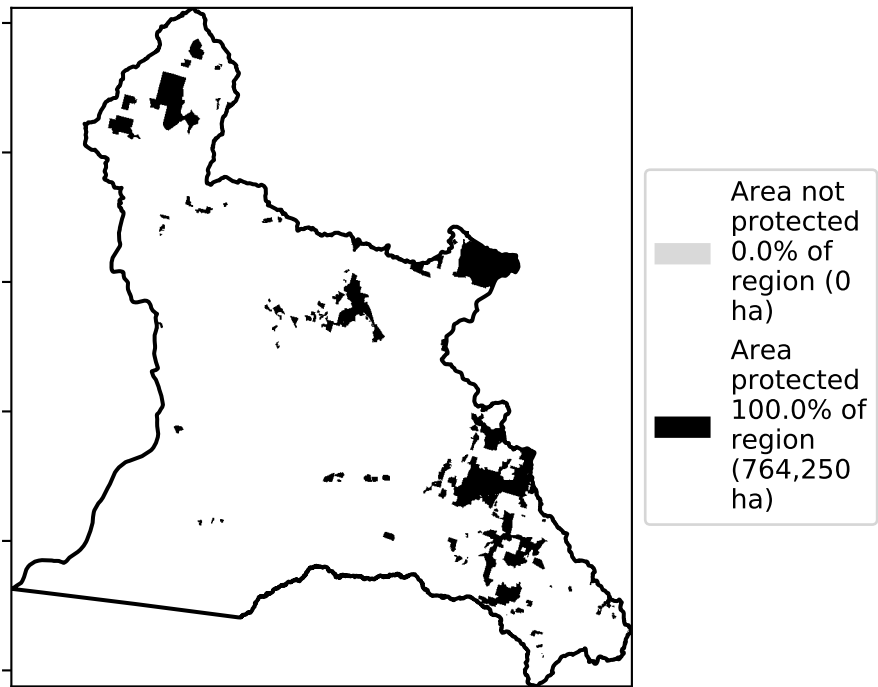 Area not
protected
0.0% of
region (0
ha)
Area
protected
100.0% of
region
(764,250
ha)